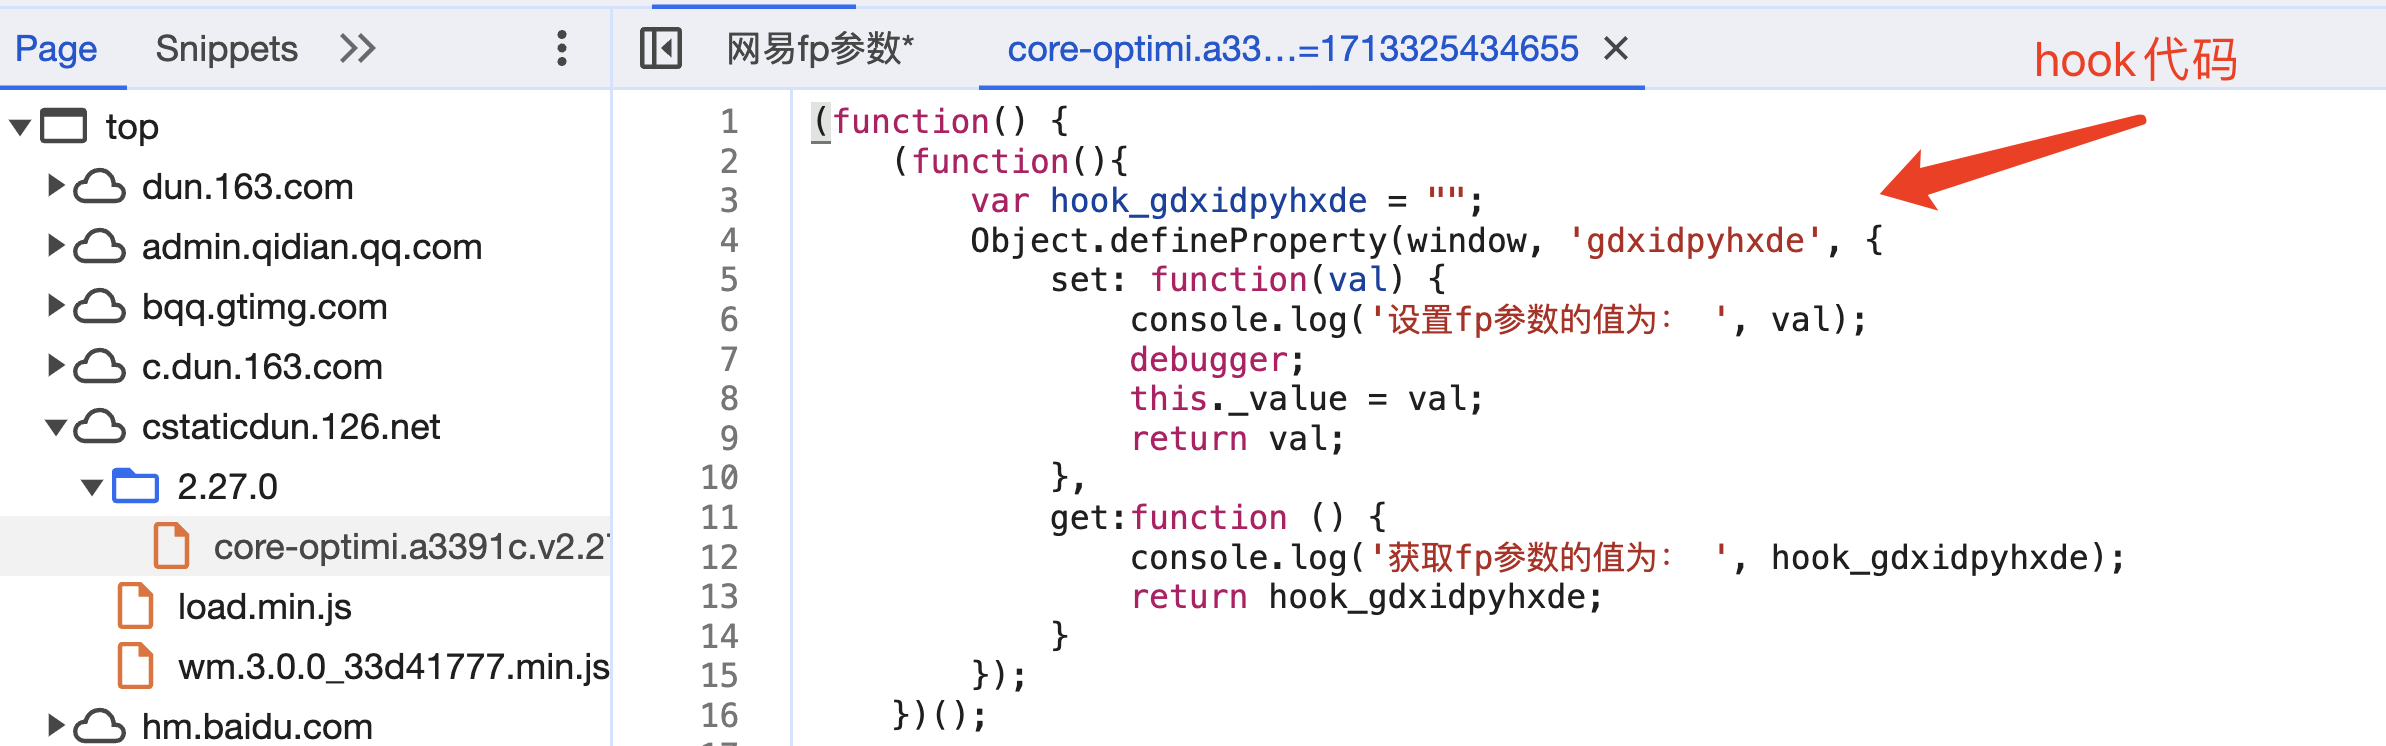 Page Snippets
网易fp参数* core-optimi.a33...=1713325434655
hook代码
top
dun.163.com
admin.qidian.qq.com
bqq.gtimg.com
c.dun.163.com
cstaticdun.126.net
2.27.0
core-optimi.a3391c.v2.27
load.min.js
wm.3.0.0_33d41777.min.js
hm.baidu.com
1 (function() {
2 (function(){
3 var hook_gdxidpyhxde = "";
4 Object.defineProperty(window, 'gdxidpyhxde', {
5 set: function(val) {
6 console.log('设置fp参数的值为: ', val);
7 debugger;
8 this._value = val;
9 return val;
10 },
11 get:function () {
12 console.log('获取fp参数的值为: ', hook_gdxidpyhxde);
13 return hook_gdxidpyhxde;
14 }
15 });
16 })();